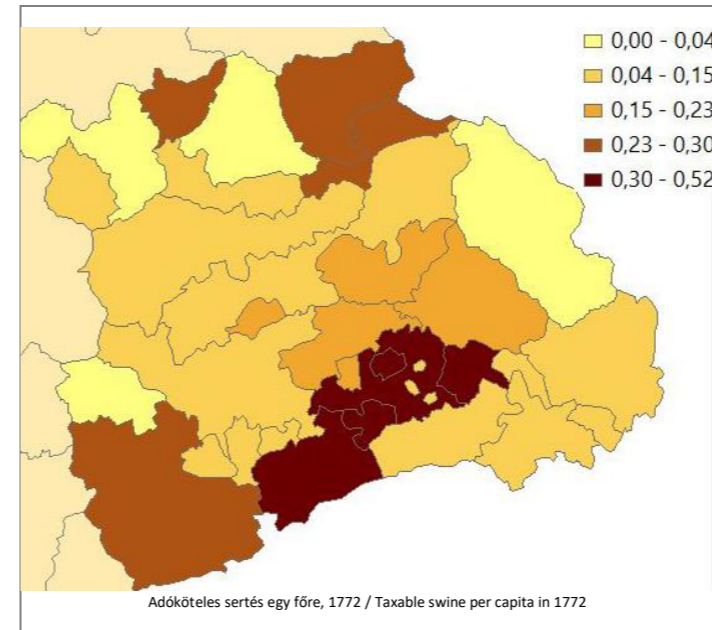 0,00 - 0,04
0,04 - 0,15
0,15 - 0,23
0,23 - 0,30
0,30 - 0,52
Adóköteles sertés egy főre, 1772 / Taxable swine per capita in 1772